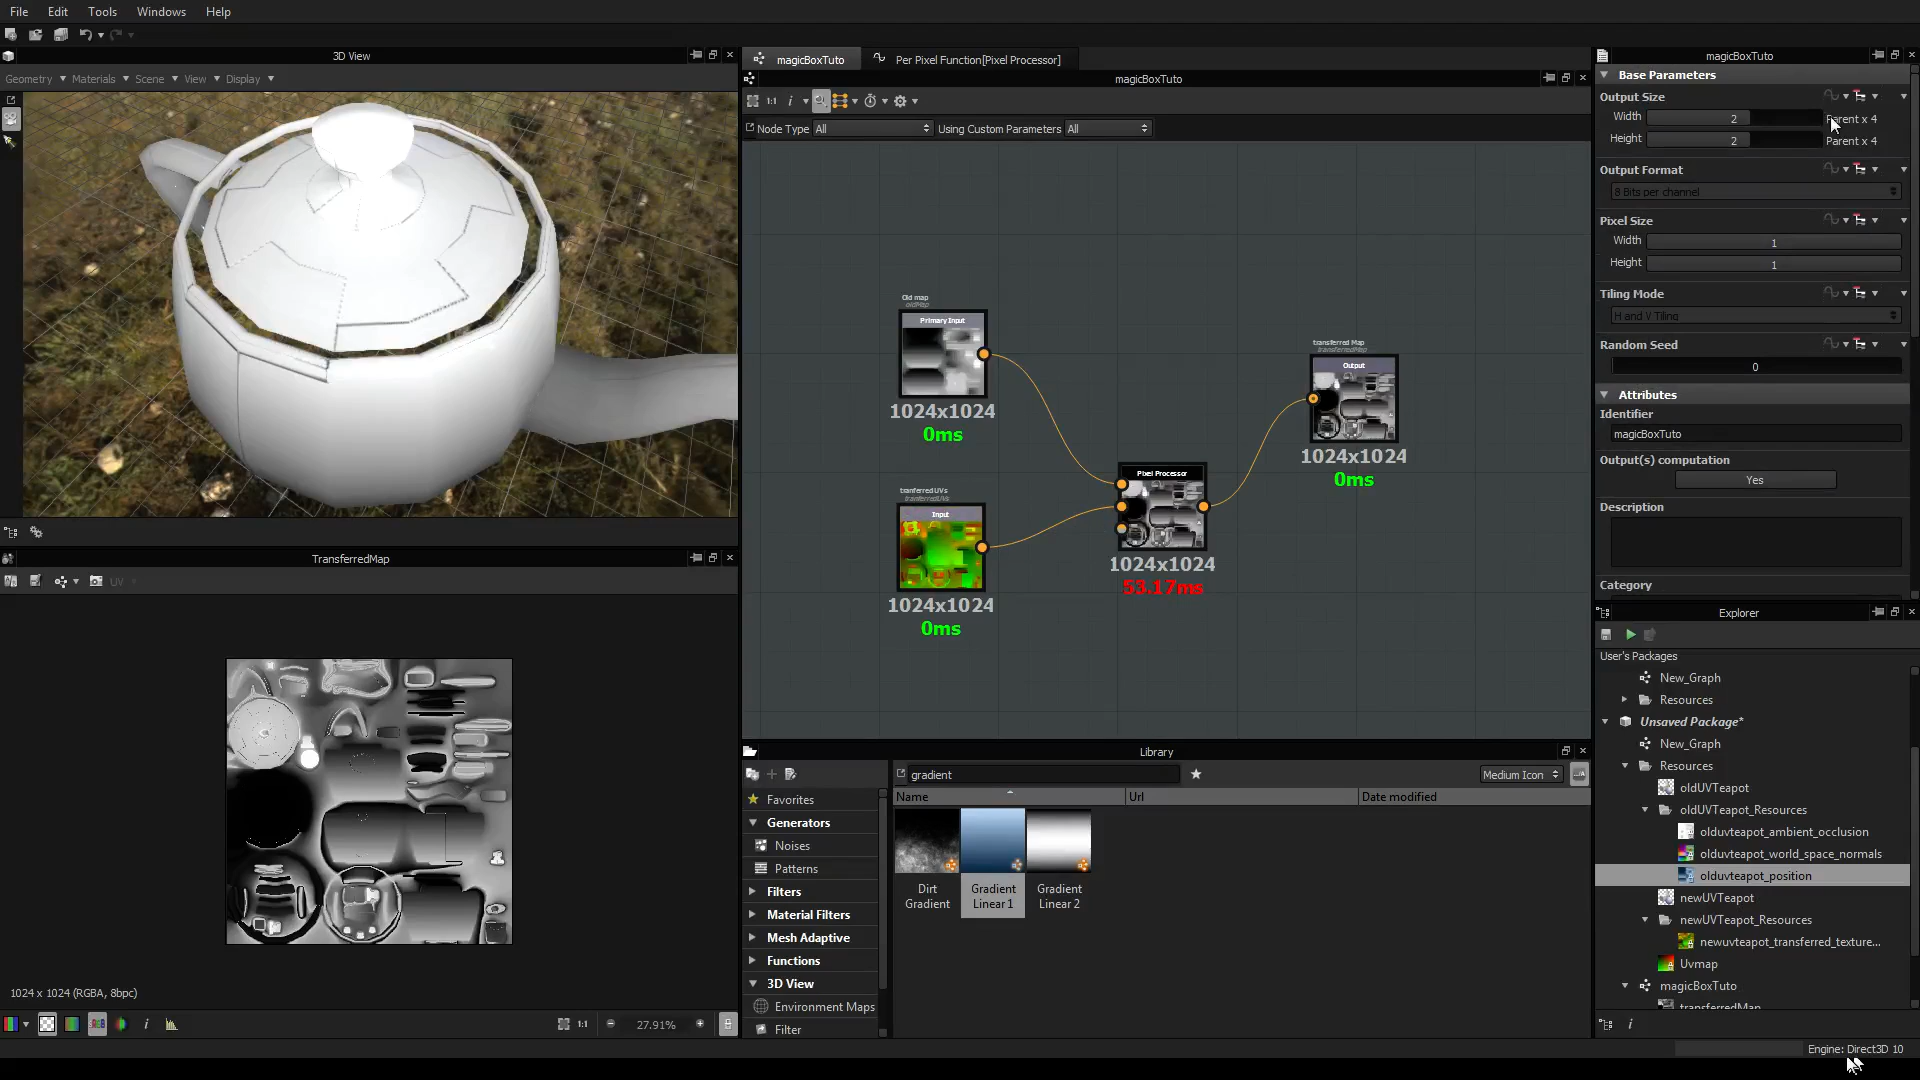 File Edit Tools Windows Help
3D View
Geometry Materials Scene View Display
TransferredMap
UV
1024 x 1024 (RGBA, 8bpc)
1:1 27.91%
magicBoxTuto Per Pixel Function[Pixel Processor]
magicBoxTuto
1:1
Node Type All Using Custom Parameters All
Old map
oldMap
Primary Input
1024x1024
0ms
tranferredUVs
transferredUVs
Input
1024x1024
0ms
Pixel Processor
1024x1024
53.17ms
transferred Map
transferredMap
Output
1024x1024
0ms
Library
gradient
Medium Icon
Name Url Date modified
Favorites
Generators
Noises
Patterns
Filters
Material Filters
Mesh Adaptive
Functions
3D View
Environment Maps
Filter
Dirt
Gradient
Gradient
Linear 1
Gradient
Linear 2
magicBoxTuto
Base Parameters
Output Size
Width 2 Parent x 4
Height 2 Parent x 4
Output Format
8 Bits per channel
Pixel Size
Width 1
Height 1
Tiling Mode
H and V Tiling
Random Seed
0
Attributes
Identifier
magicBoxTuto
Output(s) computation
Yes
Description
Category
Explorer
User's Packages
New_Graph
Resources
Unsaved Package*
New_Graph
Resources
oldUVTeapot
oldUVTeapot_Resources
olduvteapot_ambient_occlusion
olduvteapot_world_space_normals
olduvteapot_position
newUVTeapot
newUVTeapot_Resources
newuvteapot_transferred_texture...
Uvmap
magicBoxTuto
transferredMap
Engine: Direct3D 10